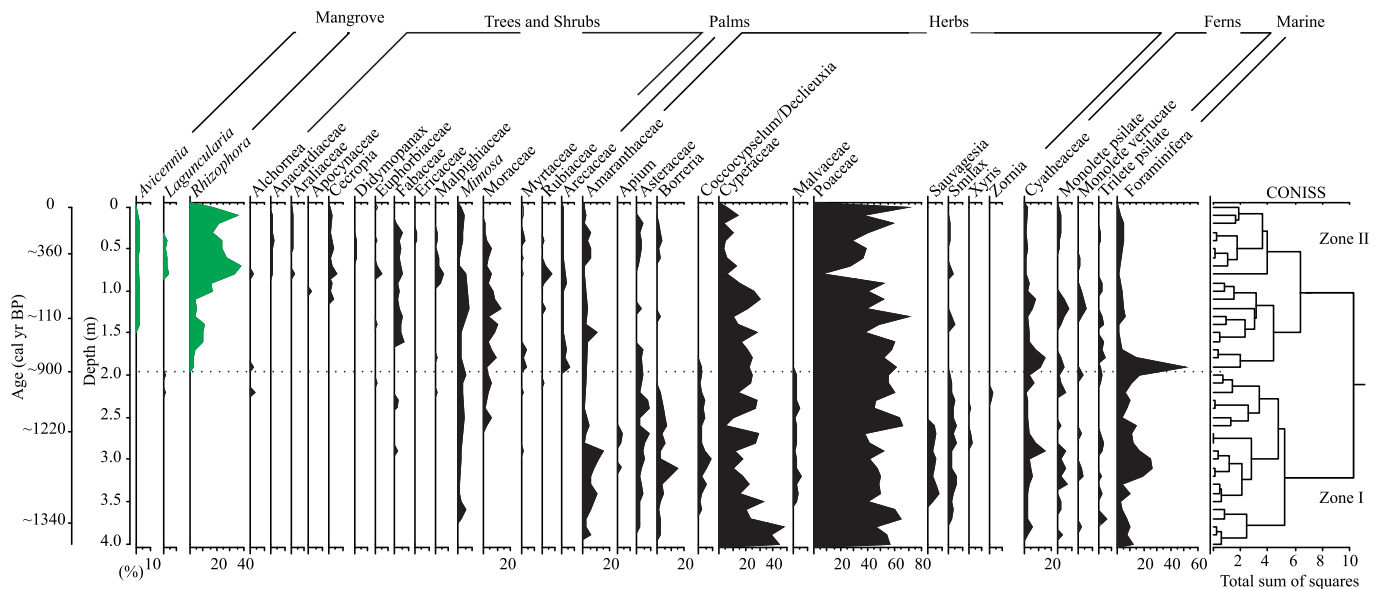 Mangrove Trees and Shrubs Palms Herbs Ferns Marine
Avicennia
Laguncularia
Rhizophora
Alchornea
Anacardiaceae
Araliaceae
Apocynaceae
Cecropia
Didymopanax
Euphorbiaceae
Fabaceae
Ericaceae
Malpighiaceae
Mimosa
Moraceae
Myrtaceae
Rubiaceae
Arecaceae
Amaranthaceae
Apium
Asteraceae
Borreria
Coccocypselum/Declieuxia
Cyperaceae
Malvaceae
Poaceae
Sauvagesia
Smilax
Xyris
Zornia
Cyatheaceae
Monolete psilate
Monolete verrucate
Trilete psilate
Foraminifera
CONISS
Age (cal yr BP)
0
~360
~110
~900
~1220
~1340
Depth (m)
0
0.5
1.0
1.5
2.0
2.5
3.0
3.5
4.0
Zone II
Zone I
(%) 10 20 40 20 20 20 20 40 20 40 60 80 20 20 40 60 2 4 6 8 10
Total sum of squares